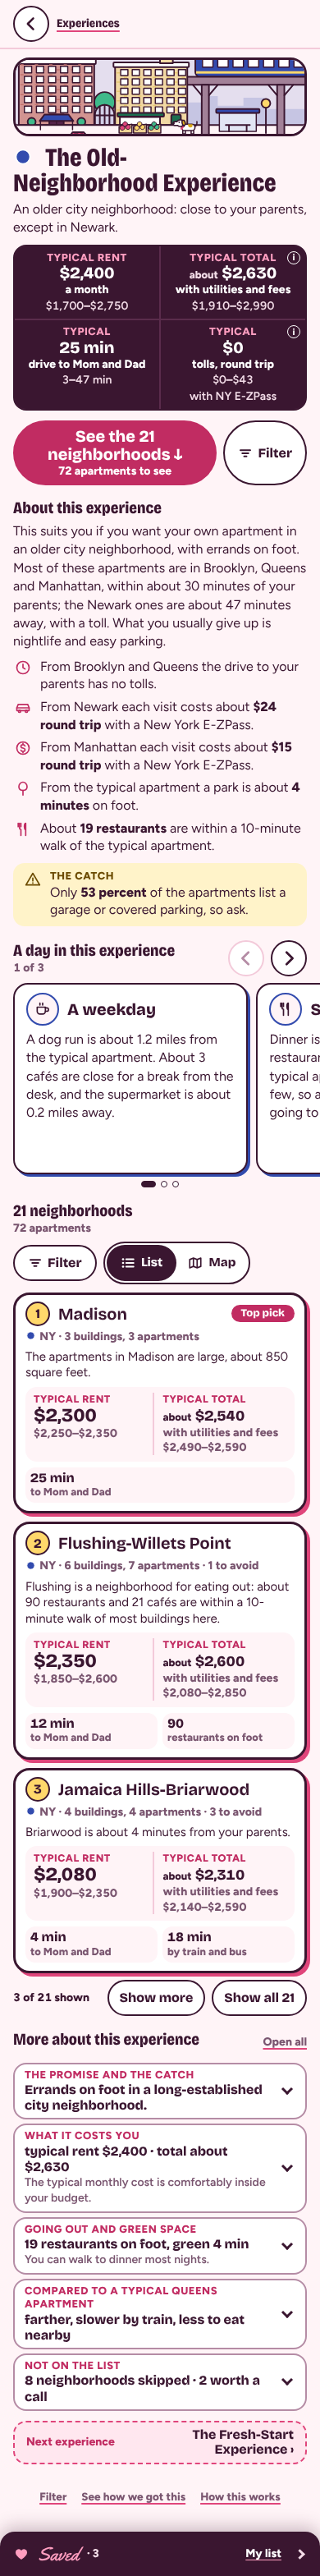 Experiences
The Old-
Neighborhood Experience
An older city neighborhood: close to your parents,
except in Newark.
TYPICAL RENT
$2,400
a month
$1,700–$2,750
TYPICAL TOTAL
about $2,630
with utilities and fees
$1,910–$2,990
TYPICAL
25 min
drive to Mom and Dad
3–47 min
TYPICAL
$0
tolls, round trip
$0–$43
with NY E-ZPass
See the 21
neighborhoods ↓
72 apartments to see
Filter
About this experience
This suits you if you want your own apartment in
an older city neighborhood, with errands on foot.
Most of these apartments are in Brooklyn, Queens
and Manhattan, within about 30 minutes of your
parents; the Newark ones are about 47 minutes
away, with a toll. What you usually give up is
nightlife and easy parking.
From Brooklyn and Queens the drive to your
parents has no tolls.
From Newark each visit costs about $24
round trip with a New York E-ZPass.
From Manhattan each visit costs about $15
round trip with a New York E-ZPass.
From the typical apartment a park is about 4
minutes on foot.
About 19 restaurants are within a 10-minute
walk of the typical apartment.
THE CATCH
Only 53 percent of the apartments list a
garage or covered parking, so ask.
A day in this experience
1 of 3
A weekday
A dog run is about 1.2 miles from
the typical apartment. About 3
cafés are close for a break from the
desk, and the supermarket is about
0.2 miles away.
S
Dinner is
restaurar
typical ap
few, so a
going to
21 neighborhoods
72 apartments
Filter
List
Map
1
Madison
Top pick
NY · 3 buildings, 3 apartments
The apartments in Madison are large, about 850
square feet.
TYPICAL RENT
$2,300
$2,250–$2,350
TYPICAL TOTAL
about $2,540
with utilities and fees
$2,490–$2,590
25 min
to Mom and Dad
2
Flushing-Willets Point
NY · 6 buildings, 7 apartments · 1 to avoid
Flushing is a neighborhood for eating out: about
90 restaurants and 21 cafés are within a 10-
minute walk of most buildings here.
TYPICAL RENT
$2,350
$1,850–$2,600
TYPICAL TOTAL
about $2,600
with utilities and fees
$2,080–$2,850
12 min
to Mom and Dad
90
restaurants on foot
3
Jamaica Hills-Briarwood
NY · 4 buildings, 4 apartments · 3 to avoid
Briarwood is about 4 minutes from your parents.
TYPICAL RENT
$2,080
$1,900–$2,350
TYPICAL TOTAL
about $2,310
with utilities and fees
$2,140–$2,590
4 min
to Mom and Dad
18 min
by train and bus
3 of 21 shown
Show more
Show all 21
More about this experience
Open all
THE PROMISE AND THE CATCH
Errands on foot in a long-established
city neighborhood.
WHAT IT COSTS YOU
typical rent $2,400 · total about
$2,630
The typical monthly cost is comfortably inside
your budget.
GOING OUT AND GREEN SPACE
19 restaurants on foot, green 4 min
You can walk to dinner most nights.
COMPARED TO A TYPICAL QUEENS
APARTMENT
farther, slower by train, less to eat
nearby
NOT ON THE LIST
8 neighborhoods skipped · 2 worth a
call
Next experience
The Fresh-Start
Experience ›
Filter
See how we got this
How this works
Saved · 3
My list